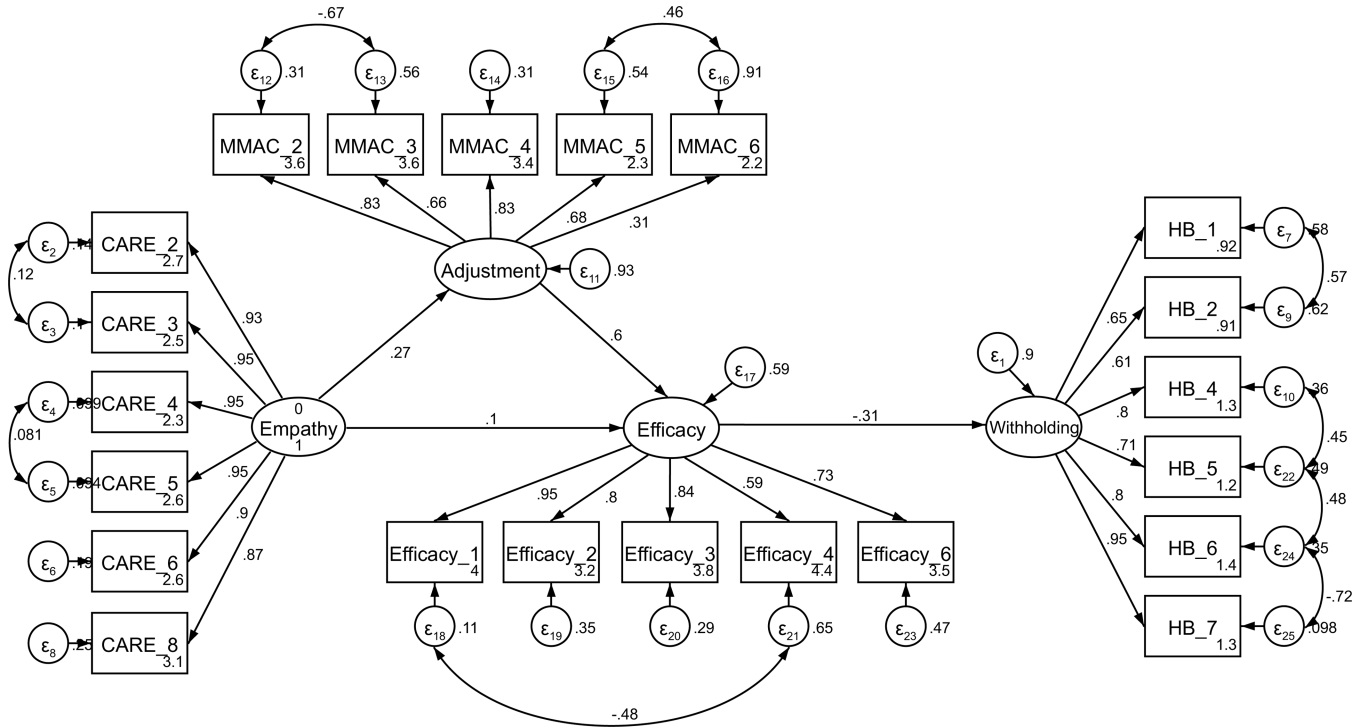 -.67
.46
ε12 .31
ε13 .56
ε14 .31
ε15 .54
ε16 .91
MMAC_2
3.6
MMAC_3
3.6
MMAC_4
3.4
MMAC_5
2.3
MMAC_6
2.2
.83
.66
.83
.68
.31
Adjustment
ε11 .93
ε2 .14
CARE_2
2.7
.12
ε3
CARE_3
2.5
ε4 .099
CARE_4
2.3
.081
ε5 .094
CARE_5
2.6
ε6 .19
CARE_6
2.6
ε8 .25
CARE_8
3.1
.93
.95
.95
.95
.9
.87
0
Empathy
1
.27
.1
.6
ε17 .59
Efficacy
-.31
.95
.8
.84
.59
.73
Efficacy_1
4
Efficacy_2
3.2
Efficacy_3
3.8
Efficacy_4
4.4
Efficacy_6
3.5
ε18 .11
ε19 .35
ε20 .29
ε21 .65
ε23 .47
-.48
ε1 .9
Withholding
.65
.61
.8
.71
.8
.95
HB_1
.92
ε7 .58
.57
HB_2
.91
ε9 .62
HB_4
1.3
ε10 .36
.45
HB_5
1.2
ε22 .49
.48
HB_6
1.4
ε24 .35
-.72
HB_7
1.3
ε25 .098